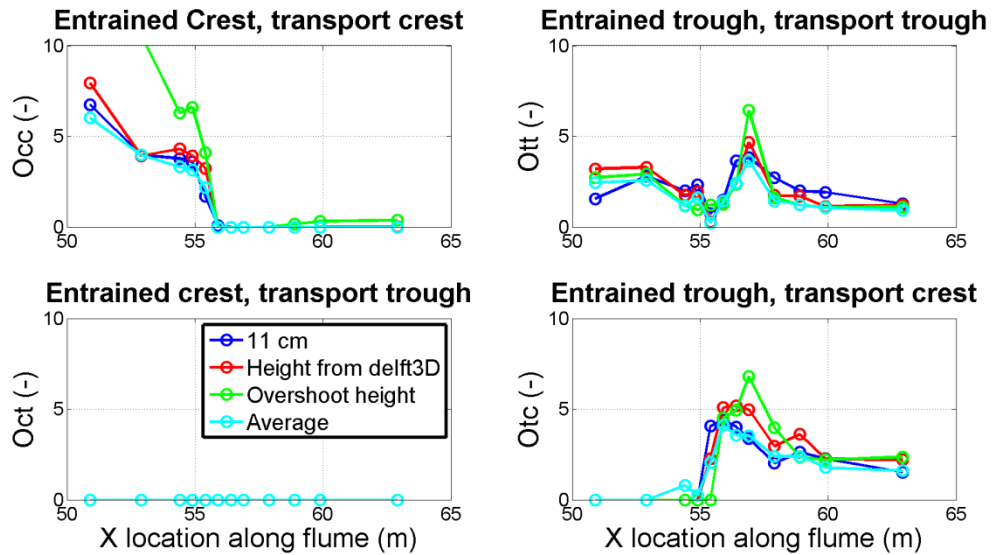 Entrained Crest, transport crest
10
5
0
Occ (-)
50 55 60 65
Entrained trough, transport trough
10
5
0
Ott (-)
50 55 60 65
Entrained crest, transport trough
10
5
0
Oct (-)
11 cm
Height from delft3D
Overshoot height
Average
50 55 60 65
X location along flume (m)
Entrained trough, transport crest
10
5
0
Otc (-)
50 55 60 65
X location along flume (m)